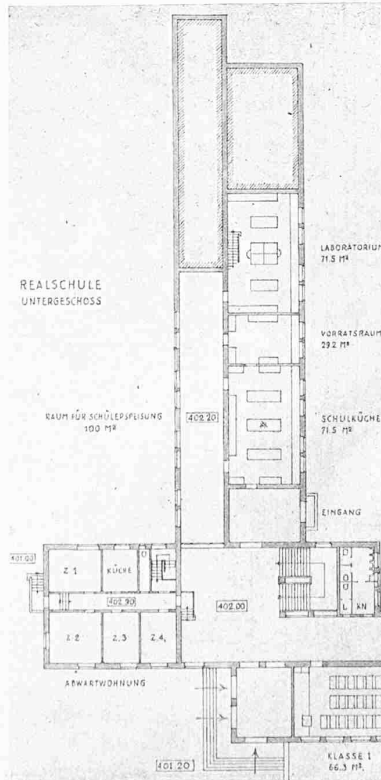 REALSCHULE
UNTERGESCHOSS
LABORATORIUM
71.5 M²
VORRATSRAUM
29.2 M²
RAUM FÜR SCHÜLERSPEISUNG
100 M²
402.20
SCHULKÜCHE
71.5 M²
EINGANG
401.00
Z.1
KÜCHE
402.90
402.00
Z.2
Z.3
Z.4
L
KN
ABWARTWOHNUNG
401.20
KLASSE 1
66.3 M²